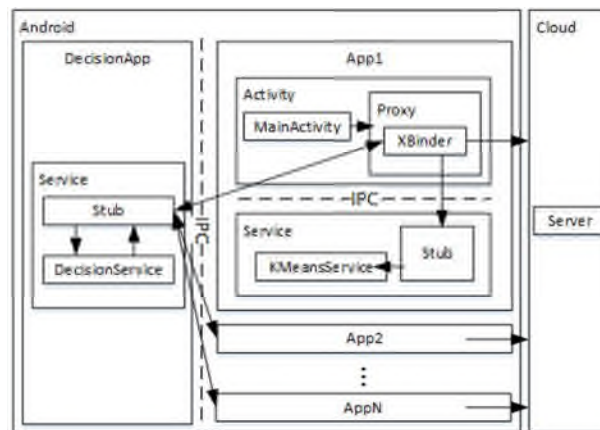 Android
DecisionApp
Service
Stub
DecisionService
IPC
App1
Activity
MainActivity
Proxy
XBinder
IPC
Service
KMeansService
Stub
App2
AppN
Cloud
Server